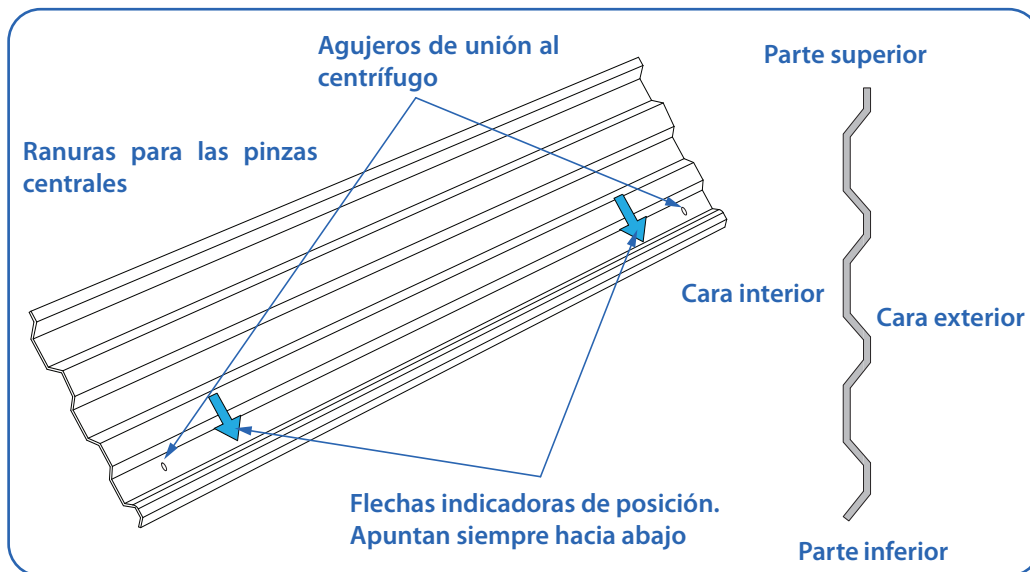 Agujeros de unión al
centrífugo
Parte superior
Ranuras para las pinzas
centrales
Cara interior
Cara exterior
Flechas indicadoras de posición.
Apuntan siempre hacia abajo
Parte inferior